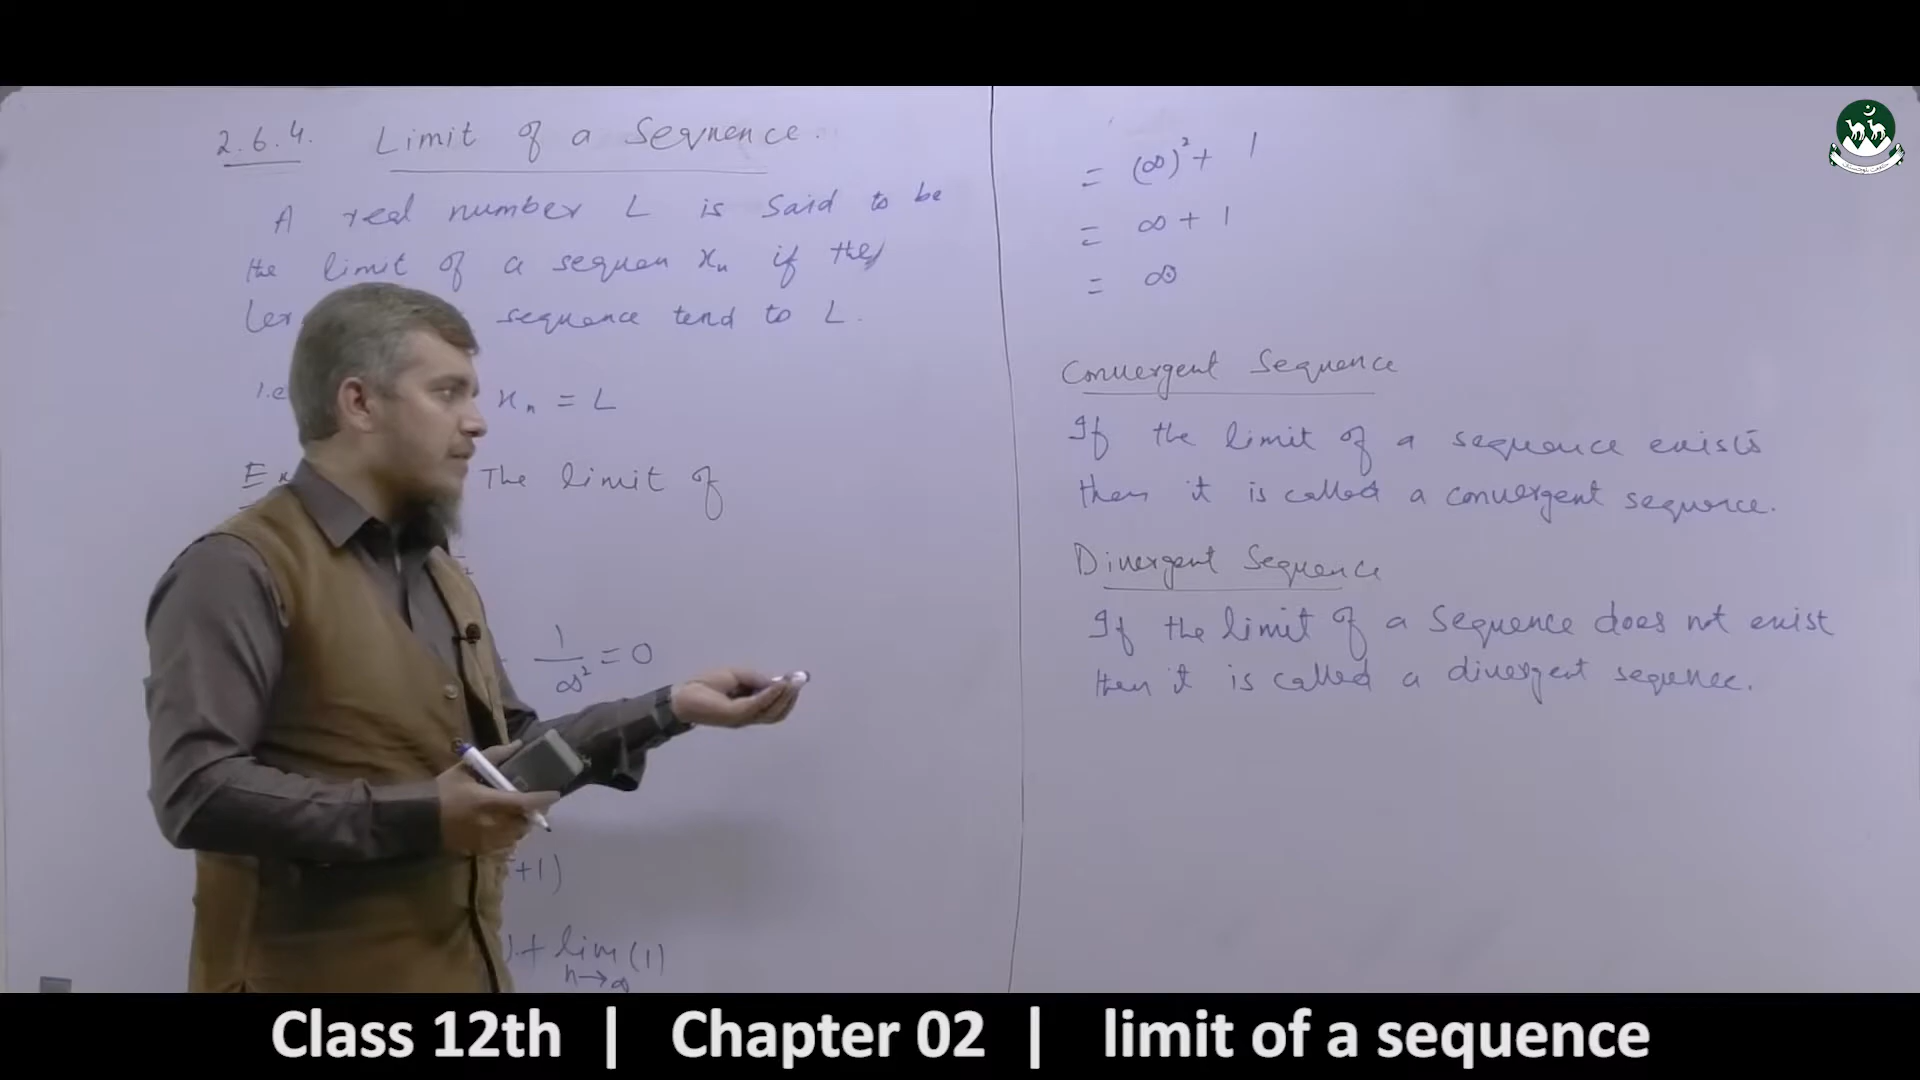 2.6.4. Limit of a Sequence.
A real number L is said to be
the limit of a sequen xₙ if the
sequence tend to L.
i.e xₙ = L
The limit of
1/∞² = 0
+1)
) + lim (1)
n→∞
= (∞)² + 1
= ∞ + 1
= ∞
Convergent Sequence
If the limit of a sequence exists
then it is called a convergent sequence.
Divergent Sequence
If the limit of a sequence does not exist
then it is called a divergent sequence.
Class 12th | Chapter 02 | limit of a sequence